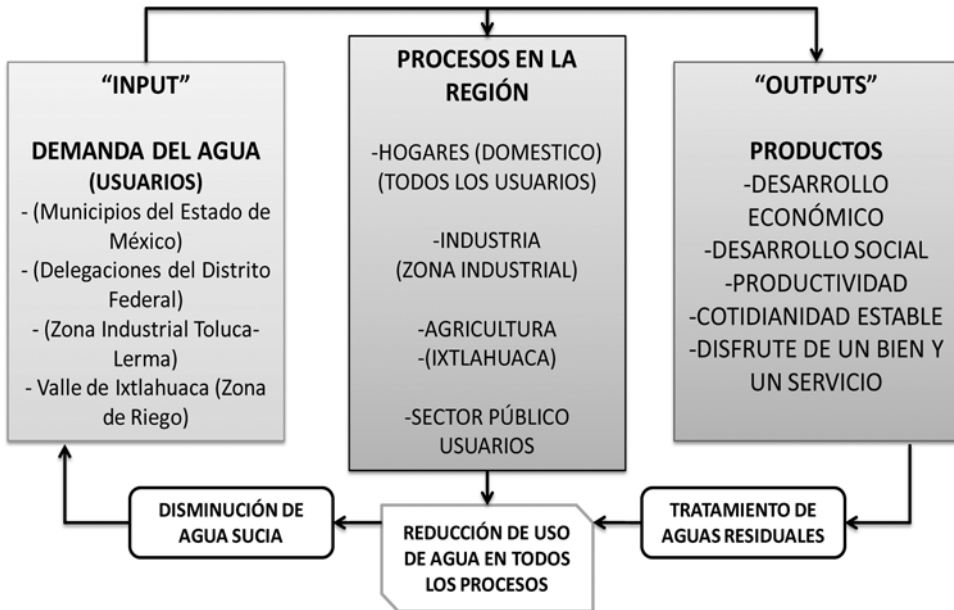 “INPUT”
DEMANDA DEL AGUA
(USUARIOS)
- (Municipios del Estado de
México)
- (Delegaciones del Distrito
Federal)
- (Zona Industrial Toluca-
Lerma)
- Valle de Ixtlahuaca (Zona
de Riego)
PROCESOS EN LA
REGIÓN
-HOGARES (DOMESTICO)
(TODOS LOS USUARIOS)
-INDUSTRIA
(ZONA INDUSTRIAL)
-AGRICULTURA
-(IXTLAHUACA)
-SECTOR PÚBLICO
USUARIOS
“OUTPUTS”
PRODUCTOS
-DESARROLLO
ECONÓMICO
-DESARROLLO SOCIAL
-PRODUCTIVIDAD
-COTIDIANIDAD ESTABLE
-DISFRUTE DE UN BIEN Y
UN SERVICIO
DISMINUCIÓN DE
AGUA SUCIA
REDUCCIÓN DE USO
DE AGUA EN TODOS
LOS PROCESOS
TRATAMIENTO DE
AGUAS RESIDUALES